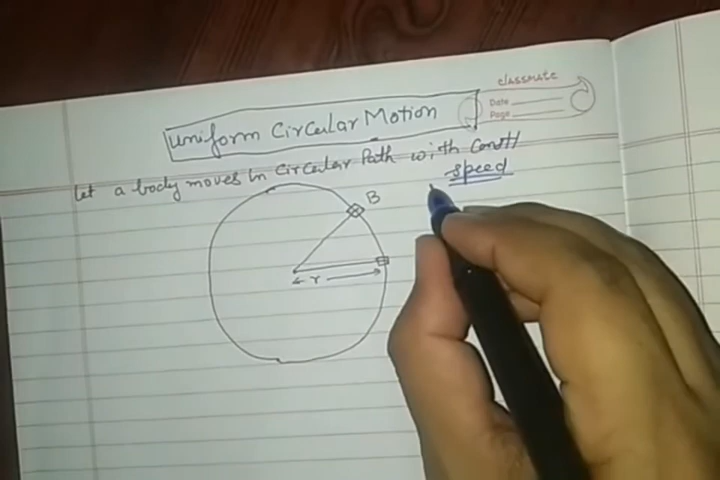 classmate
Date
Page
Uniform Circular Motion
Let a body moves in Circular Path with Constt
speed
B
r